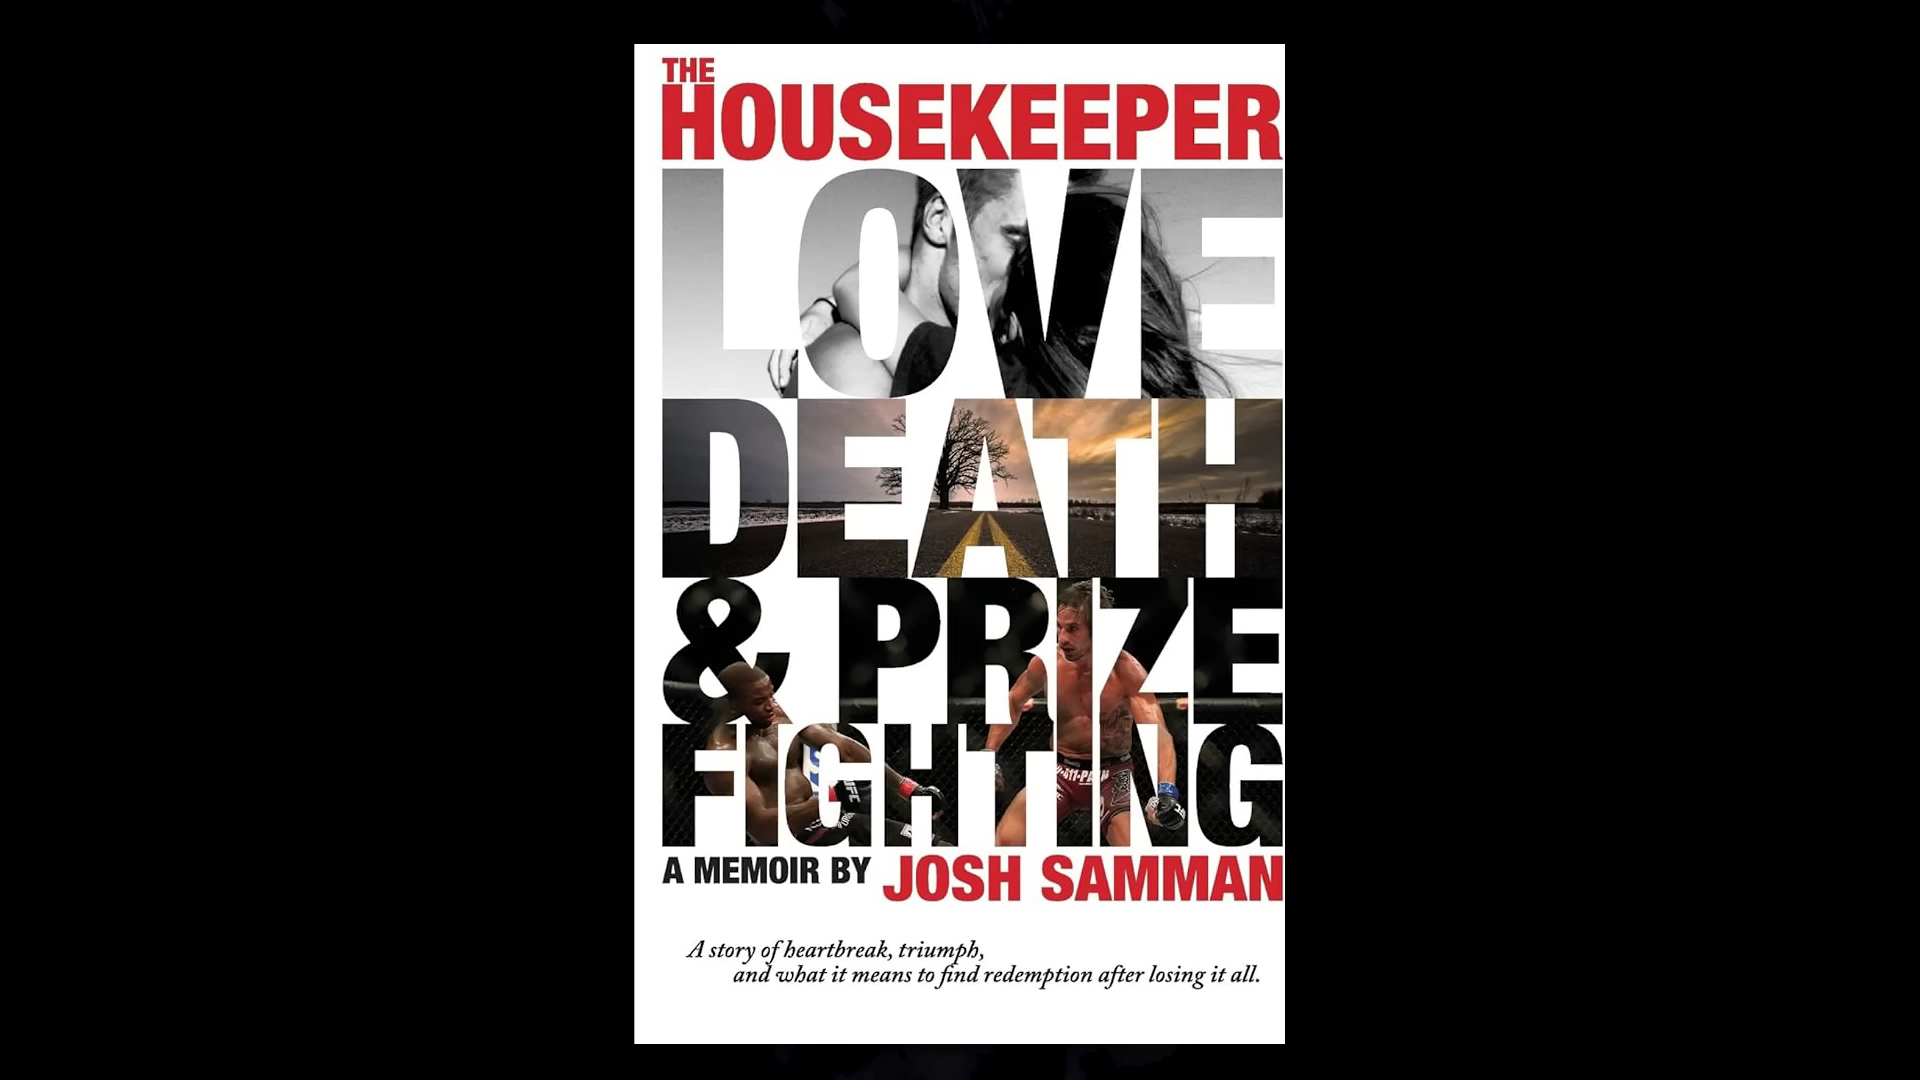 THE
HOUSEKEEPER
LOVE
DEATH
& PRIZE
FIGHTING
A MEMOIR BY JOSH SAMMAN
A story of heartbreak, triumph,
and what it means to find redemption after losing it all.